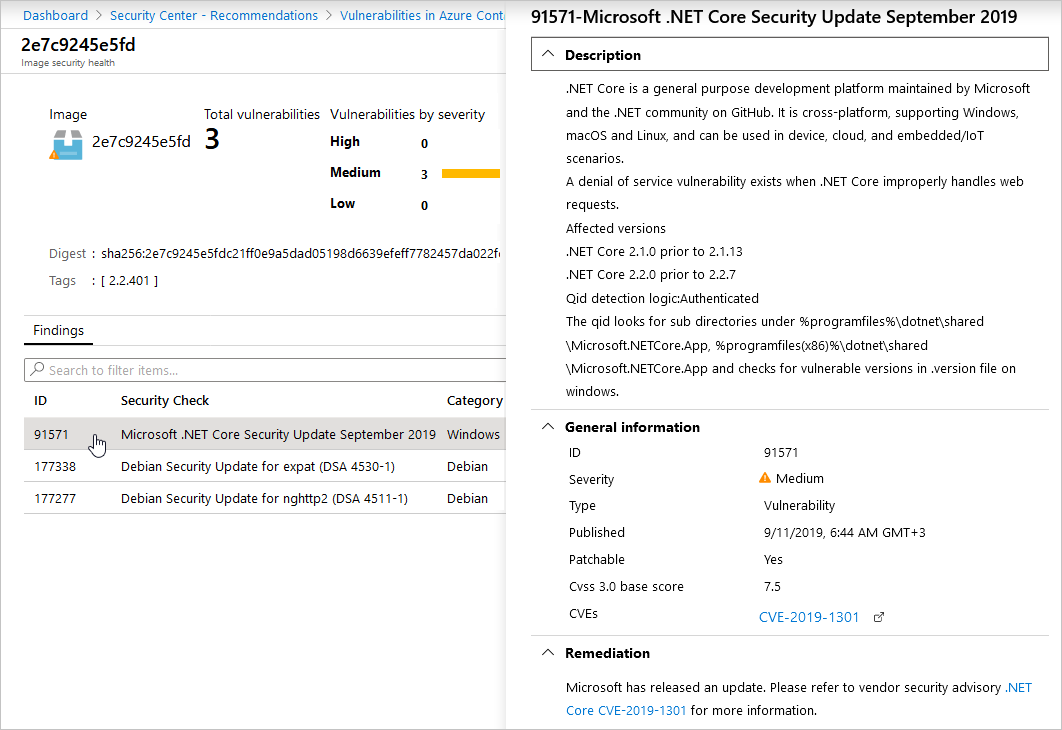 Dashboard > Security Center - Recommendations > Vulnerabilities in Azure Cont
2e7c9245e5fd
Image security health
Image
2e7c9245e5fd
Total vulnerabilities
3
Vulnerabilities by severity
High 0
Medium 3
Low 0
Digest : sha256:2e7c9245e5fdc21ff0e9a5dad05198d6639efeff7782457da022f
Tags : [ 2.2.401 ]
Findings
Search to filter items...
ID Security Check Category
91571 Microsoft .NET Core Security Update September 2019 Windows
177338 Debian Security Update for expat (DSA 4530-1) Debian
177277 Debian Security Update for nghttp2 (DSA 4511-1) Debian
91571-Microsoft .NET Core Security Update September 2019
Description
.NET Core is a general purpose development platform maintained by Microsoft
and the .NET community on GitHub. It is cross-platform, supporting Windows,
macOS and Linux, and can be used in device, cloud, and embedded/IoT
scenarios.
A denial of service vulnerability exists when .NET Core improperly handles web
requests.
Affected versions
.NET Core 2.1.0 prior to 2.1.13
.NET Core 2.2.0 prior to 2.2.7
Qid detection logic:Authenticated
The qid looks for sub directories under %programfiles%\dotnet\shared
\Microsoft.NETCore.App, %programfiles(x86)%\dotnet\shared
\Microsoft.NETCore.App and checks for vulnerable versions in .version file on
windows.
General information
ID 91571
Severity Medium
Type Vulnerability
Published 9/11/2019, 6:44 AM GMT+3
Patchable Yes
Cvss 3.0 base score 7.5
CVEs CVE-2019-1301
Remediation
Microsoft has released an update. Please refer to vendor security advisory .NET
Core CVE-2019-1301 for more information.